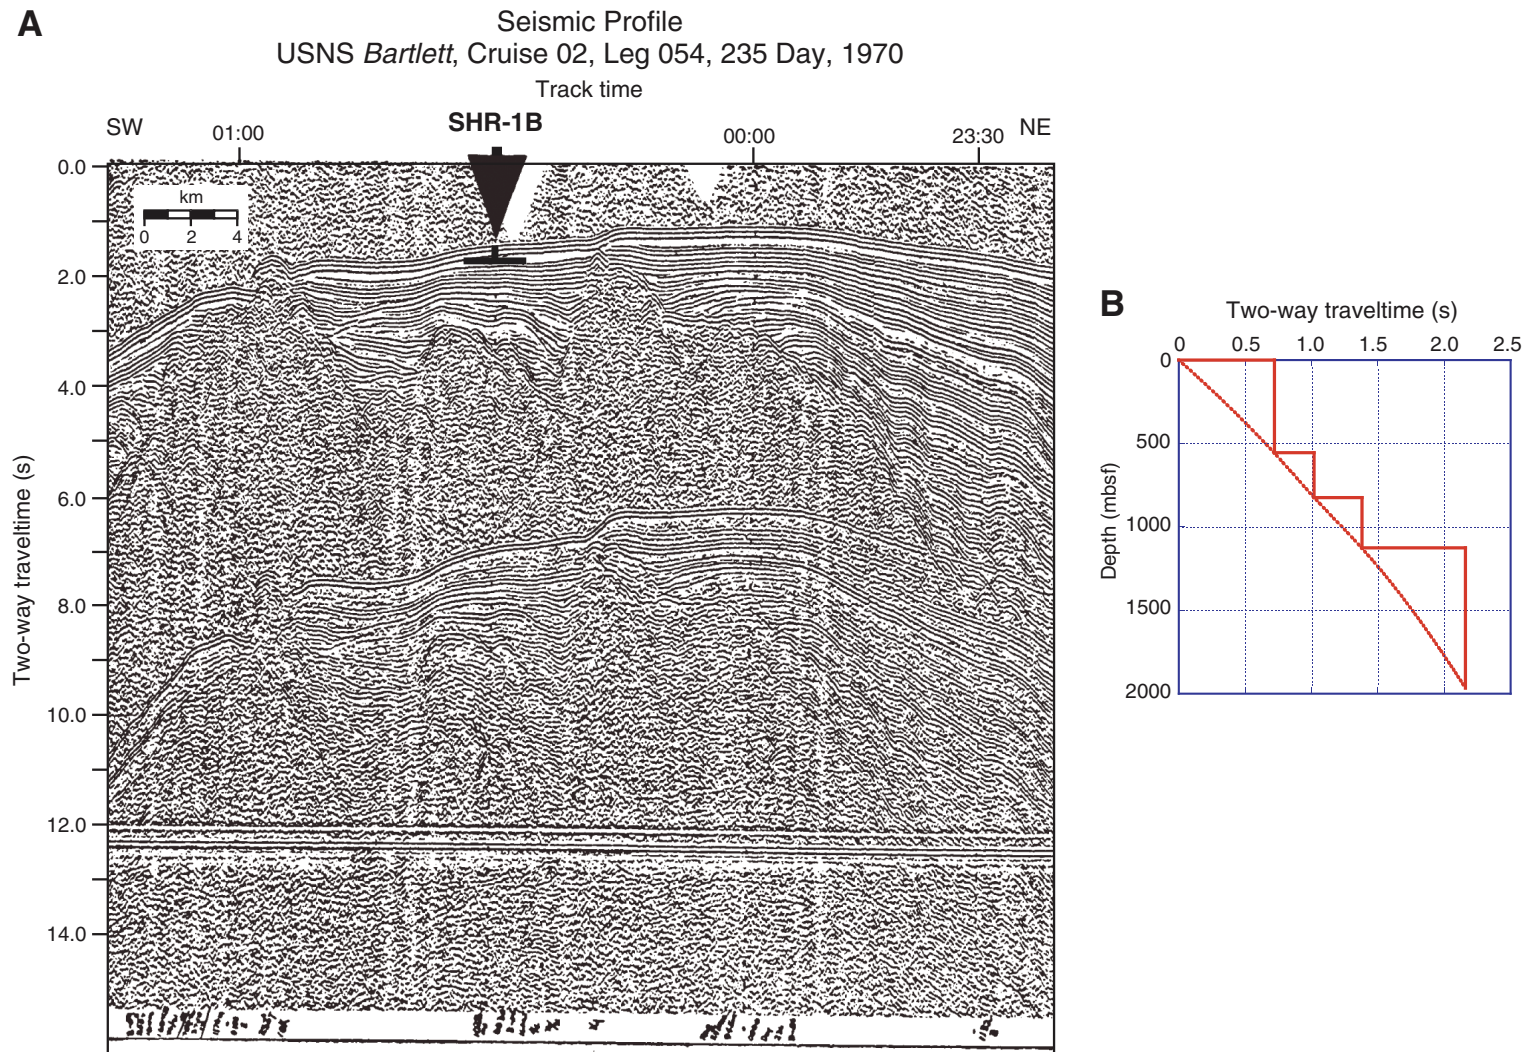 A
Seismic Profile
USNS Bartlett, Cruise 02, Leg 054, 235 Day, 1970
Track time
SW
01:00
SHR-1B
00:00
23:30
NE
0.0
km
0 2 4
2.0
4.0
6.0
8.0
10.0
12.0
14.0
Two-way traveltime (s)
B
Two-way traveltime (s)
0 0.5 1.0 1.5 2.0 2.5
0
500
1000
1500
2000
Depth (mbsf)